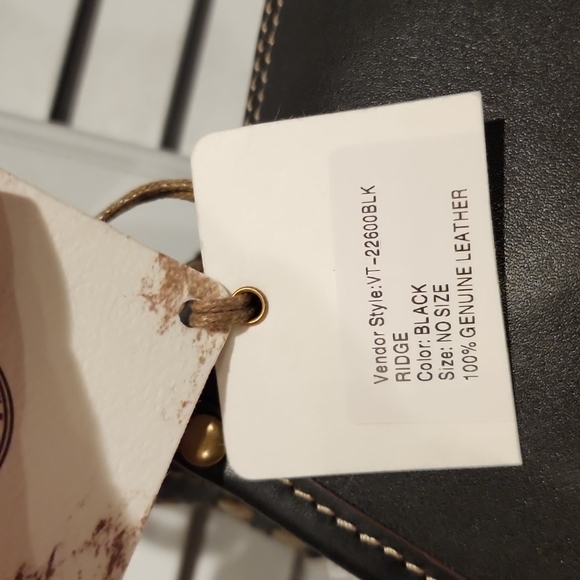 Vendor Style:VT-22600BLK
RIDGE
Color: BLACK
Size: NO SIZE
100% GENUINE LEATHER